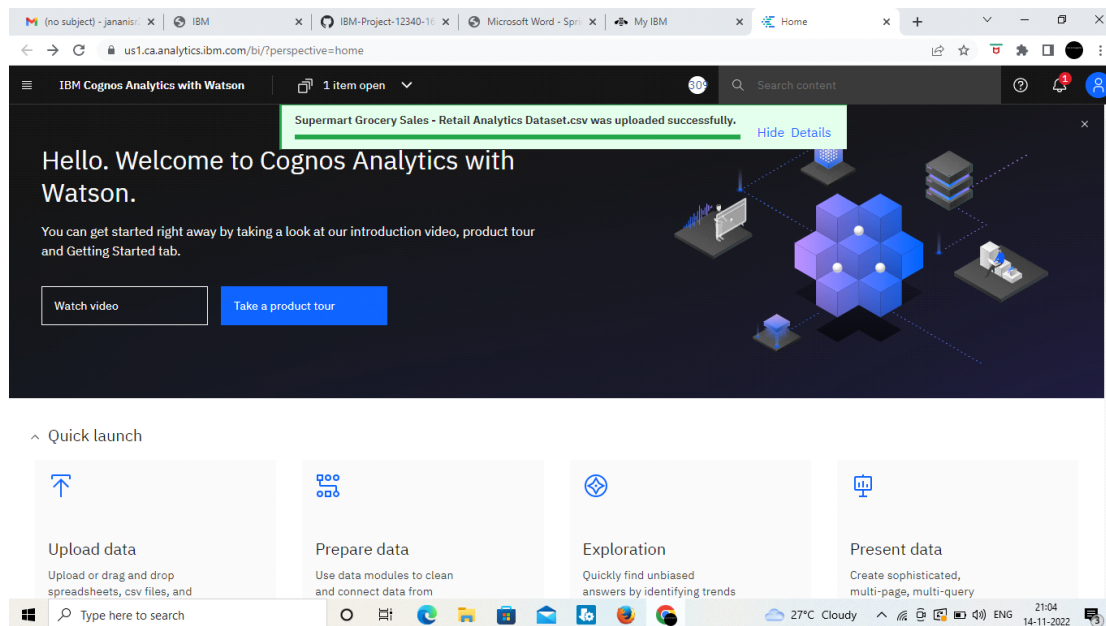 (no subject) - jananisr.
IBM
IBM-Project-12340-16
Microsoft Word - Spri
My IBM
Home
us1.ca.analytics.ibm.com/bi/?perspective=home
IBM Cognos Analytics with Watson
1 item open
309
Search content
1
Supermart Grocery Sales - Retail Analytics Dataset.csv was uploaded successfully.
Hide Details
Hello. Welcome to Cognos Analytics with
Watson.
You can get started right away by taking a look at our introduction video, product tour
and Getting Started tab.
Watch video
Take a product tour
Quick launch
Upload data
Upload or drag and drop
spreadsheets, csv files, and
Prepare data
Use data modules to clean
and connect data from
Exploration
Quickly find unbiased
answers by identifying trends
Present data
Create sophisticated,
multi-page, multi-query
Type here to search
27°C Cloudy
ENG
21:04
14-11-2022
3